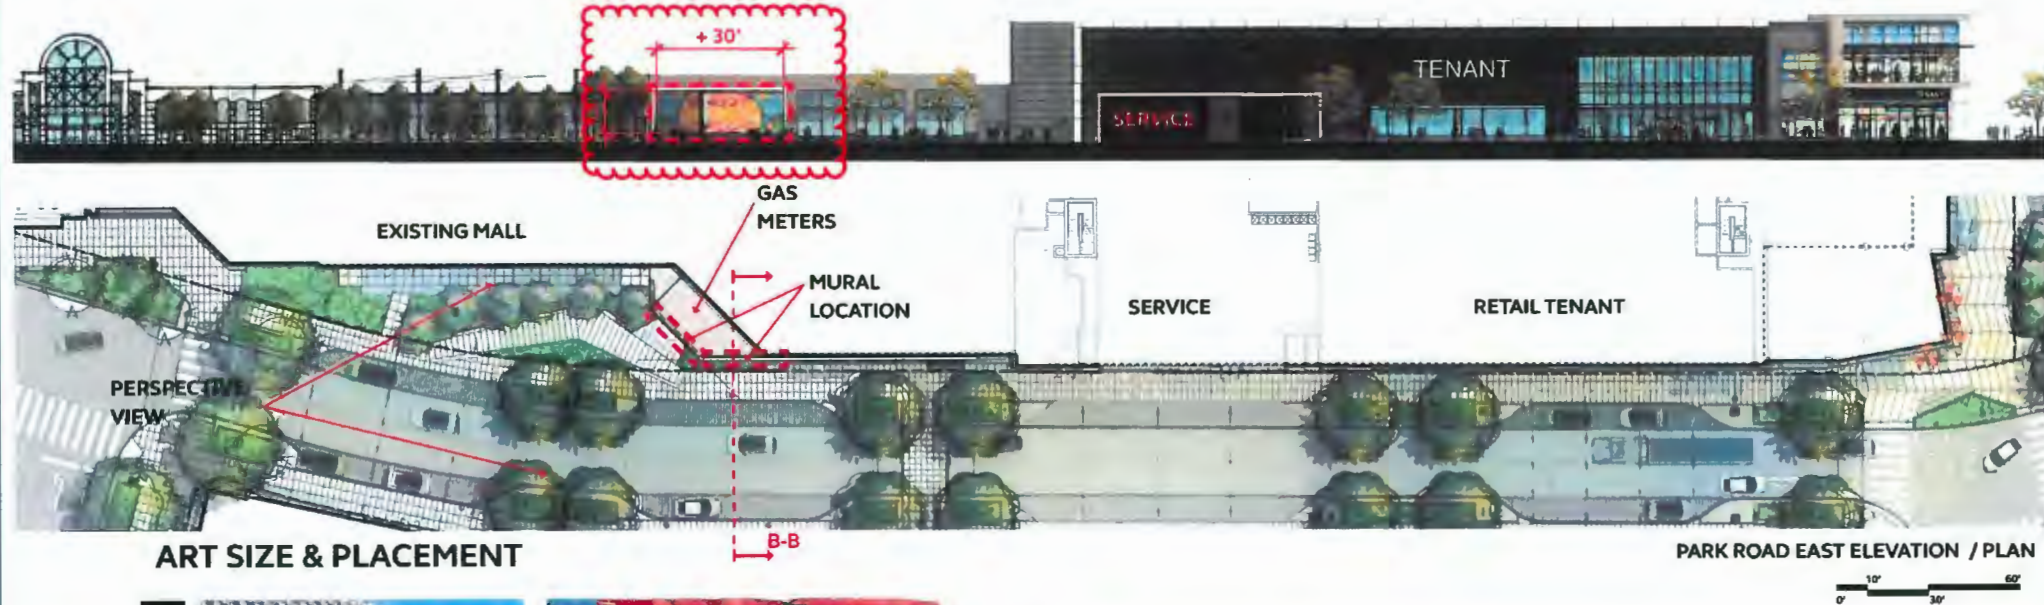 + 30'
TENANT
SERVICE
GAS
METERS
EXISTING MALL
MURAL
LOCATION
SERVICE
RETAIL TENANT
PERSPECTIVE
VIEW
B-B
ART SIZE & PLACEMENT
PARK ROAD EAST ELEVATION / PLAN
10' 60'
0' 30'